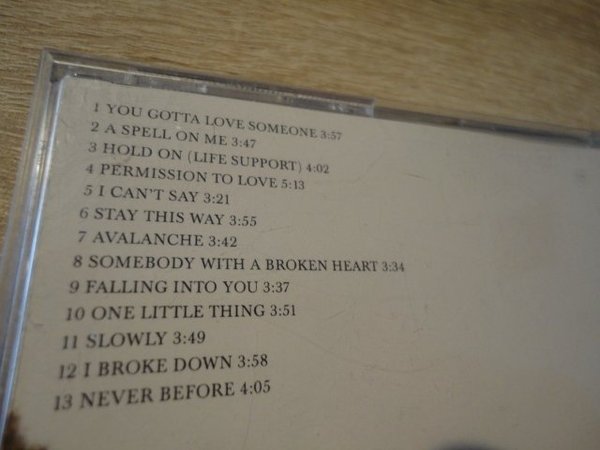 1 YOU GOTTA LOVE SOMEONE 3:57
2 A SPELL ON ME 3:47
3 HOLD ON (LIFE SUPPORT) 4:02
4 PERMISSION TO LOVE 5:13
5 I CAN'T SAY 3:21
6 STAY THIS WAY 3:55
7 AVALANCHE 3:42
8 SOMEBODY WITH A BROKEN HEART 3:34
9 FALLING INTO YOU 3:37
10 ONE LITTLE THING 3:51
11 SLOWLY 3:49
12 I BROKE DOWN 3:58
13 NEVER BEFORE 4:05